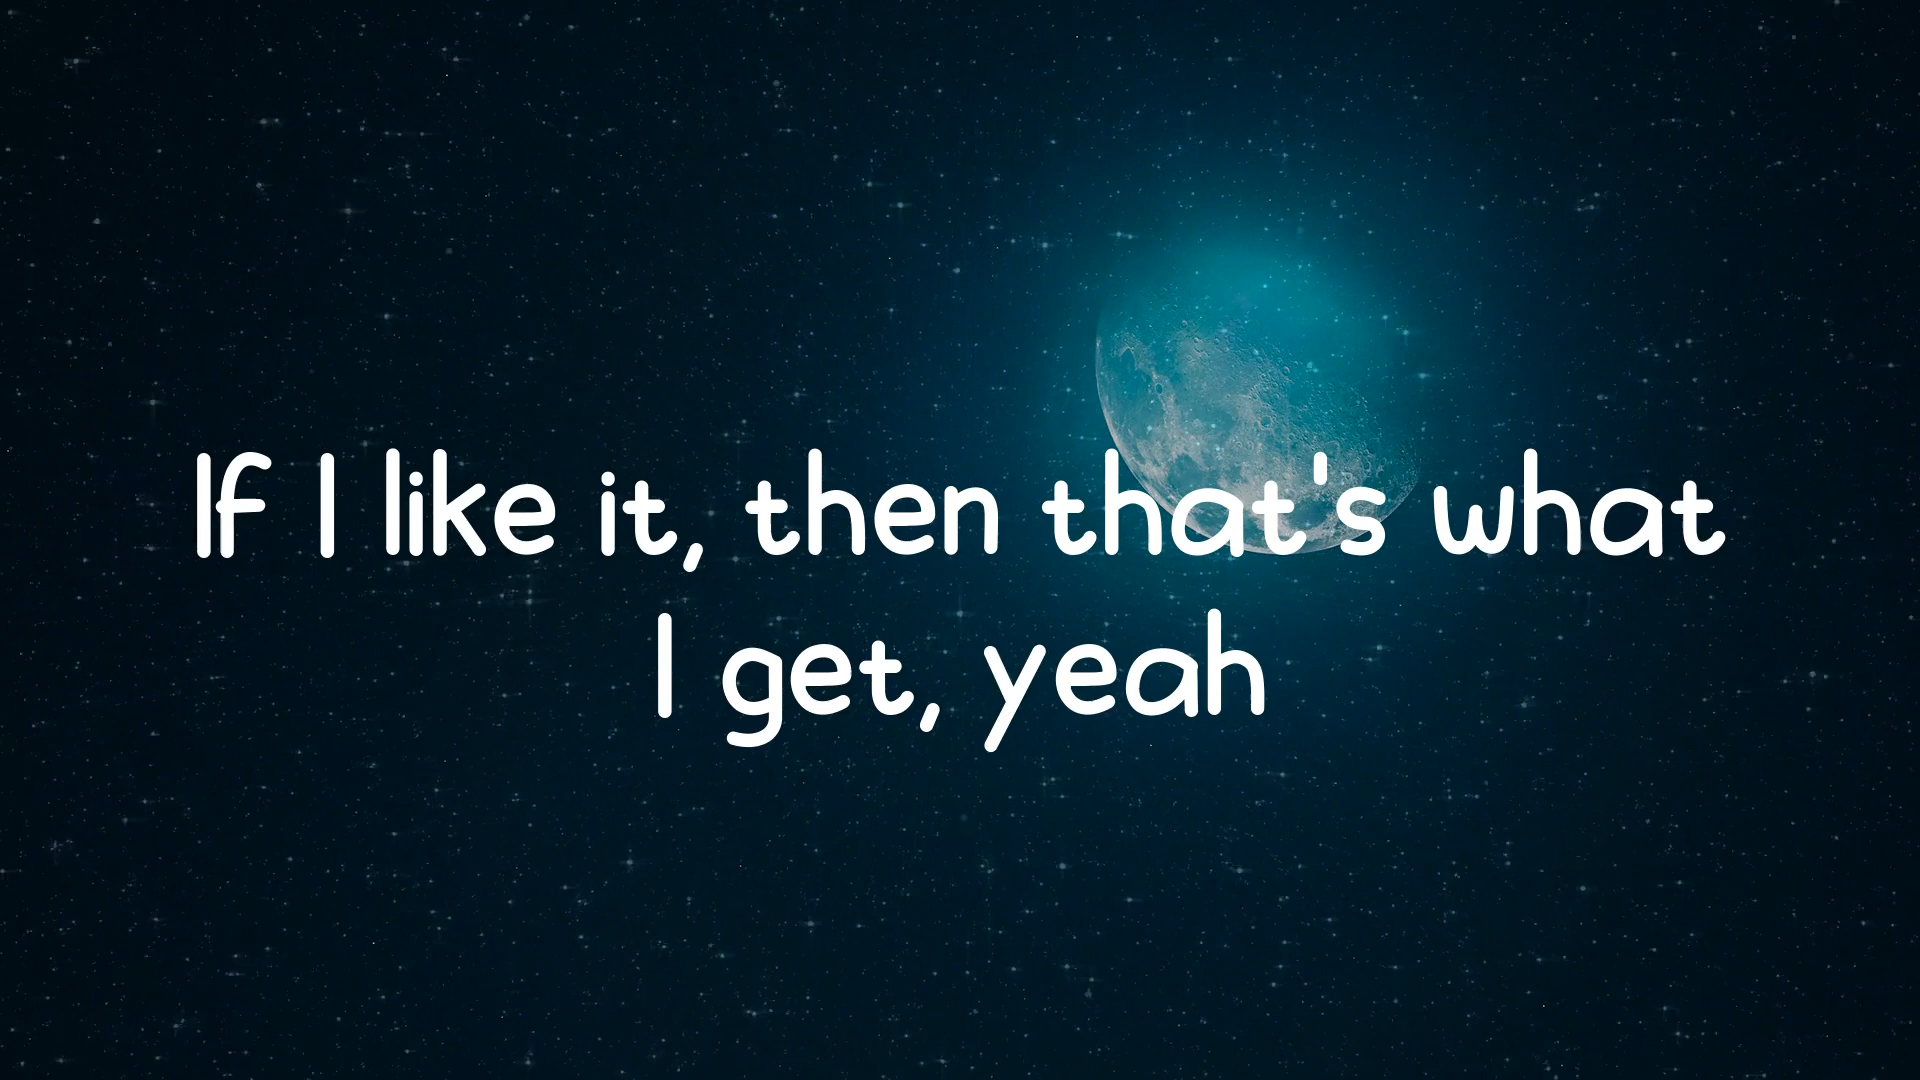 If I like it, then that's what
I get, yeah